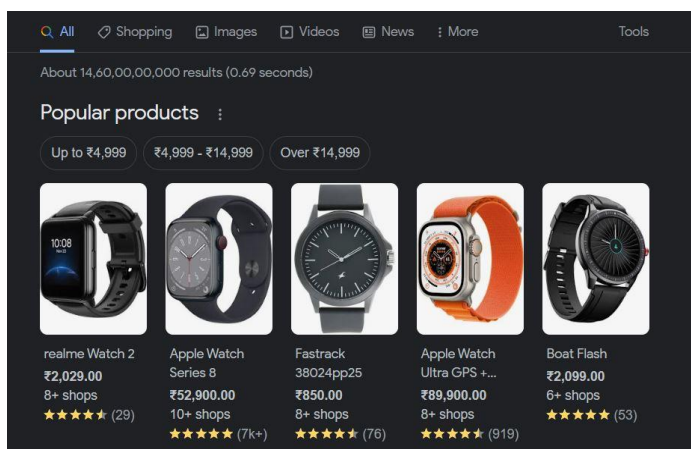 All Shopping Images Videos News More Tools
About 14,60,00,00,000 results (0.69 seconds)
Popular products
Up to ₹4,999 ₹4,999 - ₹14,999 Over ₹14,999
10:08
realme Watch 2
₹2,029.00
8+ shops
(29)
Apple Watch
Series 8
₹52,900.00
10+ shops
(7k+)
Fastrack
38024pp25
₹850.00
8+ shops
(76)
Apple Watch
Ultra GPS +...
₹89,900.00
8+ shops
(919)
Boat Flash
₹2,099.00
6+ shops
(53)